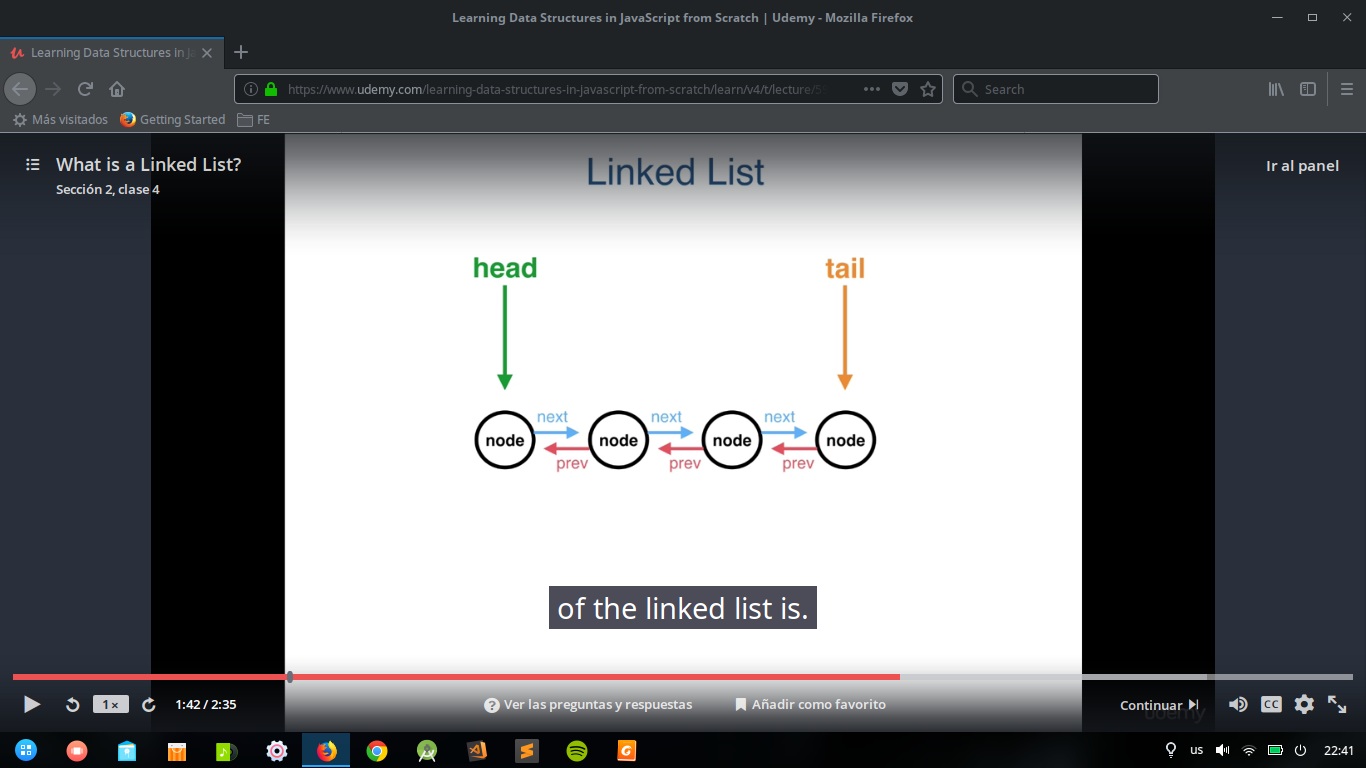 Learning Data Structures in JavaScript from Scratch | Udemy - Mozilla Firefox
Learning Data Structures in Ja
https://www.udemy.com/learning-data-structures-in-javascript-from-scratch/learn/v4/t/lecture/5
Search
Más visitados
Getting Started
FE
What is a Linked List?
Sección 2, clase 4
Ir al panel
Linked List
head
tail
next
next
next
node
node
node
node
prev
prev
prev
of the linked list is.
1 x
1:42 / 2:35
Ver las preguntas y respuestas
Añadir como favorito
Continuar
CC
udemy
us
22:41